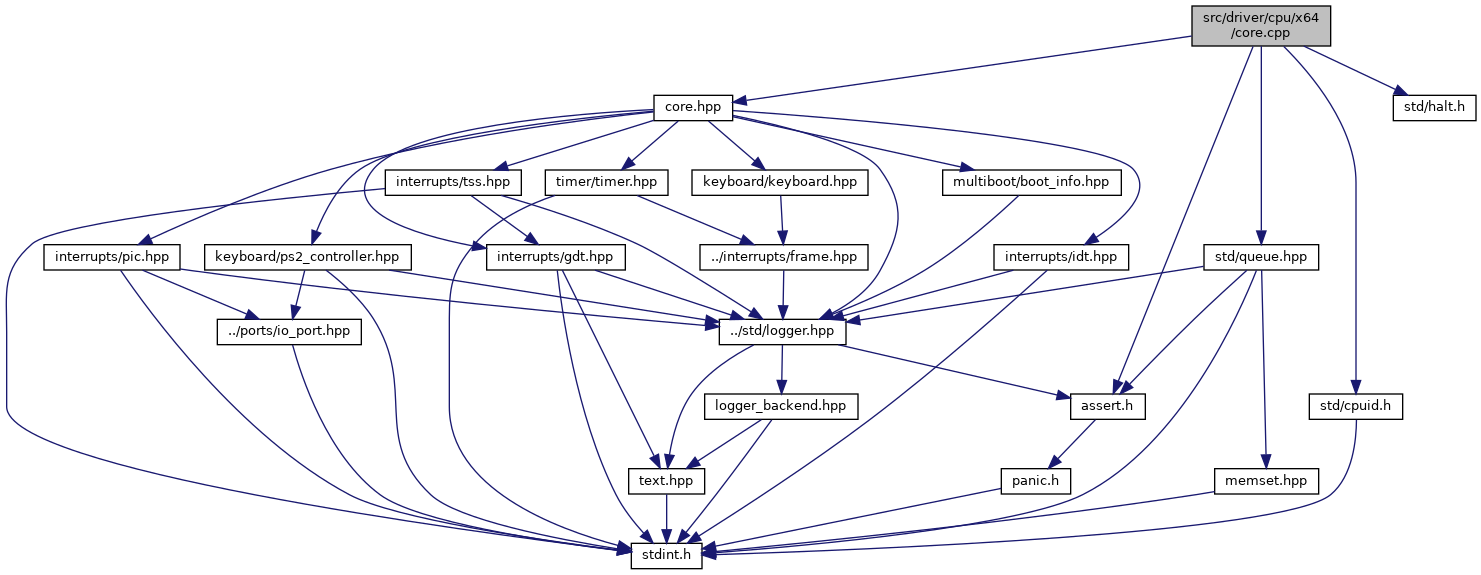 src/driver/cpu/x64
/core.cpp
core.hpp
std/halt.h
interrupts/tss.hpp
timer/timer.hpp
keyboard/keyboard.hpp
multiboot/boot_info.hpp
interrupts/pic.hpp
keyboard/ps2_controller.hpp
interrupts/gdt.hpp
../interrupts/frame.hpp
interrupts/idt.hpp
std/queue.hpp
../ports/io_port.hpp
../std/logger.hpp
logger_backend.hpp
assert.h
std/cpuid.h
text.hpp
panic.h
memset.hpp
stdint.h